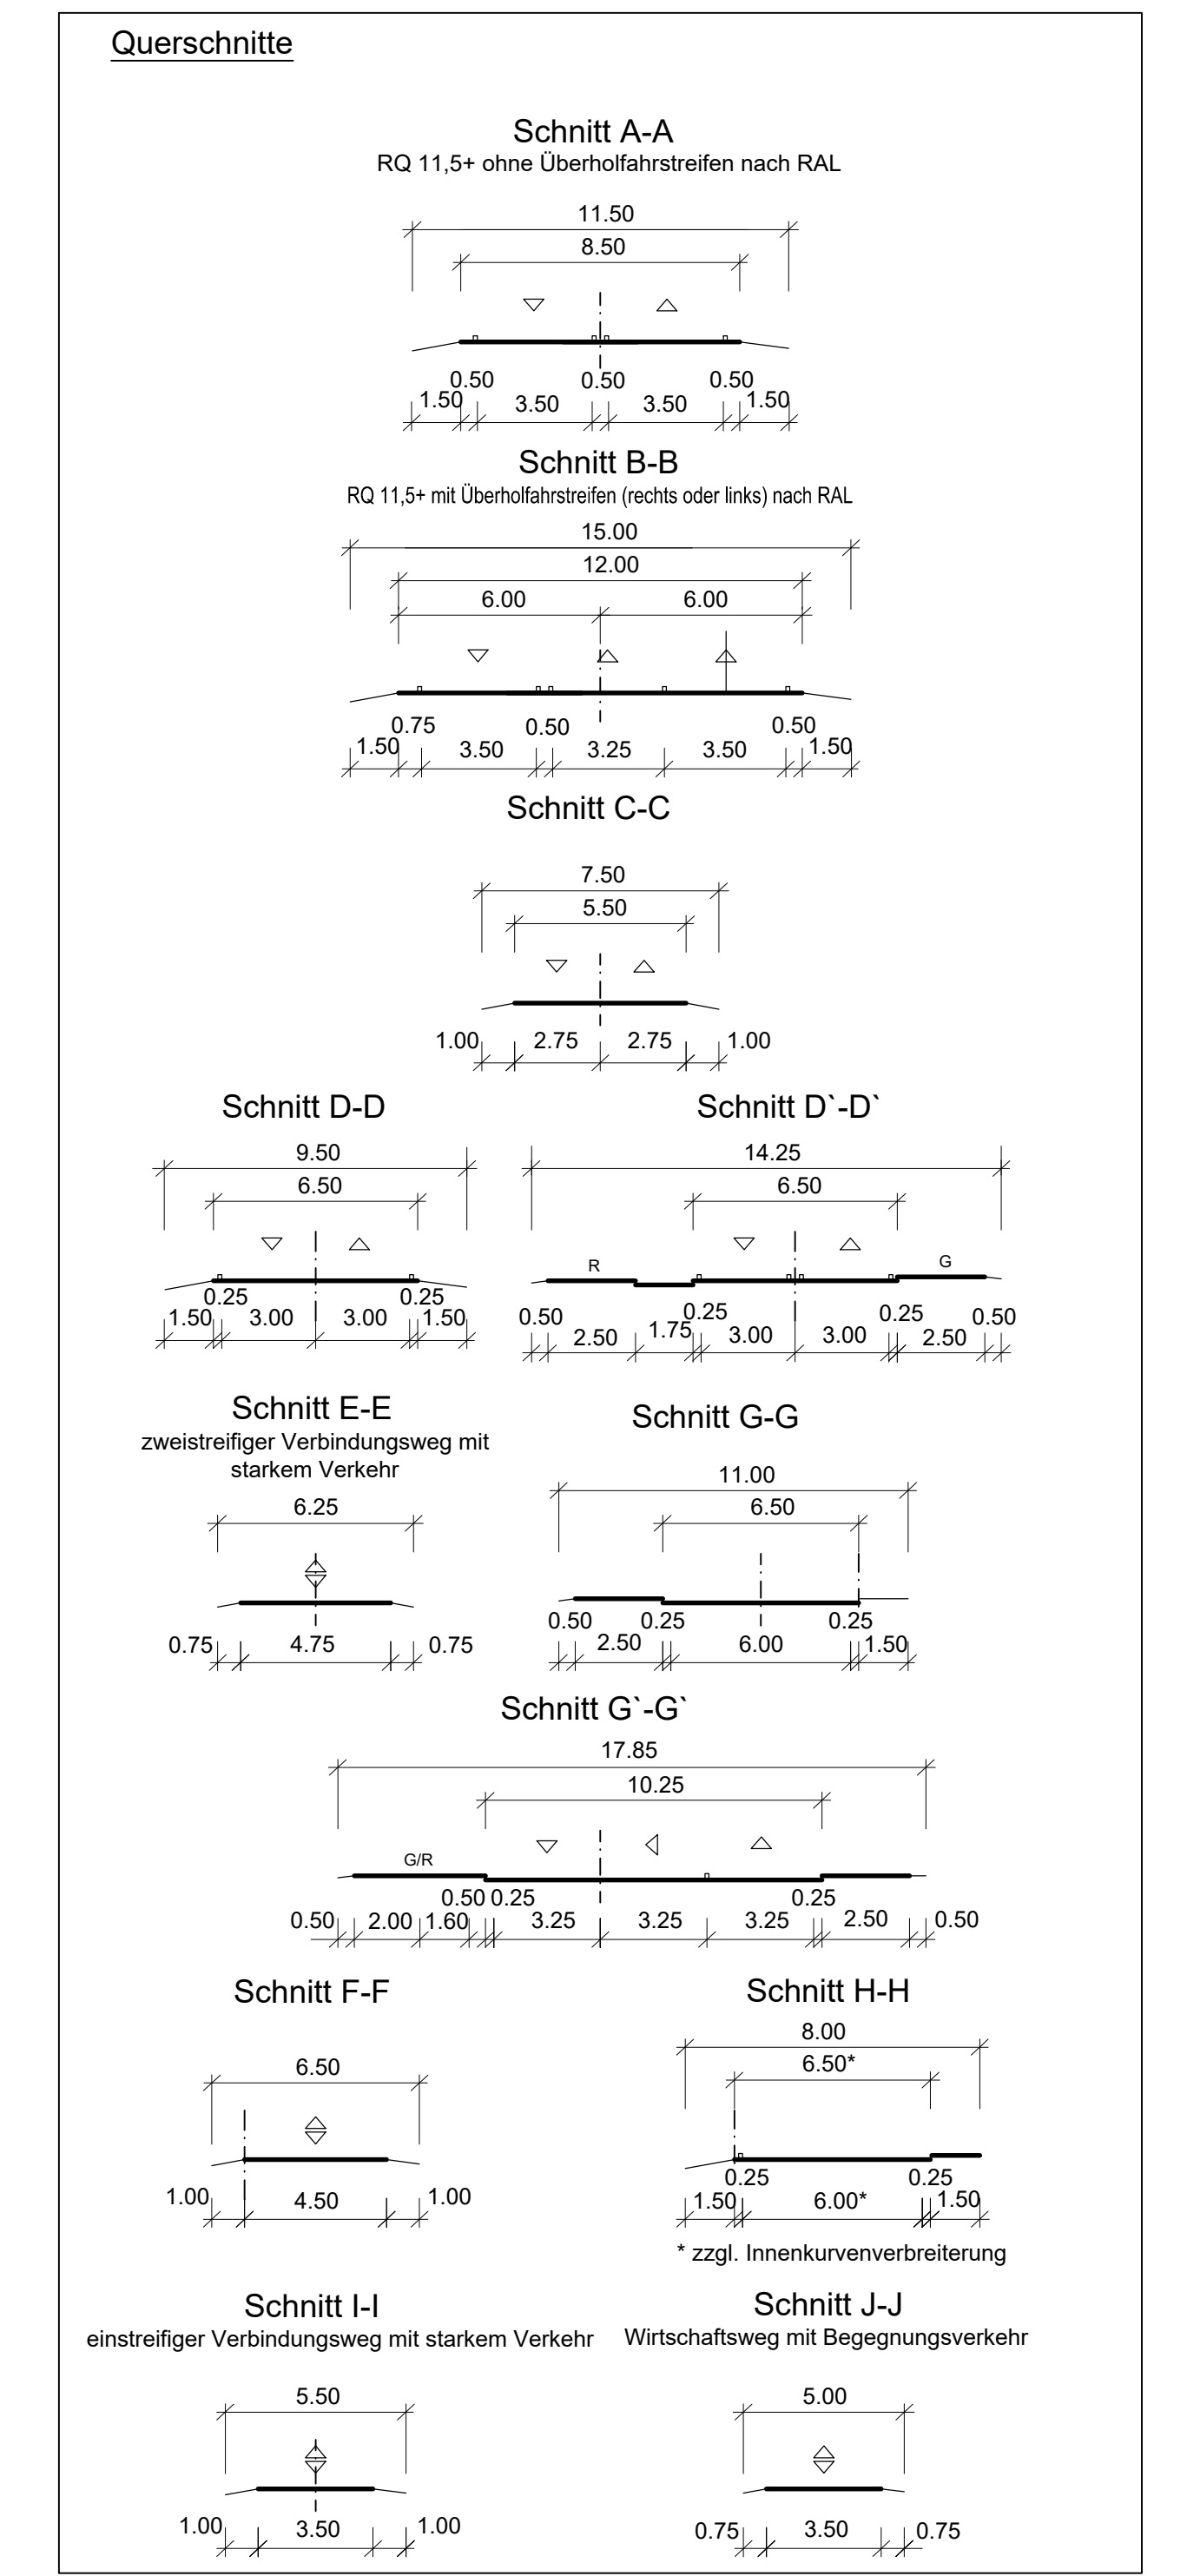 Querschnitte
Schnitt A-A
RQ 11,5+ ohne Überholfahrstreifen nach RAL
11.50
8.50
0.50 0.50 0.50
1.50 3.50 3.50 1.50
Schnitt B-B
RQ 11,5+ mit Überholfahrstreifen (rechts oder links) nach RAL
15.00
12.00
6.00 6.00
0.75 0.50 0.50
1.50 3.50 3.25 3.50 1.50
Schnitt C-C
7.50
5.50
1.00 2.75 2.75 1.00
Schnitt D-D
9.50
6.50
0.25 0.25
1.50 3.00 3.00 1.50
Schnitt D`-D`
14.25
6.50
R G
0.50 0.25 0.25 0.50
2.50 1.75 3.00 3.00 2.50
Schnitt E-E
zweistreifiger Verbindungsweg mit
starkem Verkehr
6.25
0.75 4.75 0.75
Schnitt G-G
11.00
6.50
0.50 0.25 0.25
2.50 6.00 1.50
Schnitt G`-G`
17.85
10.25
G/R
0.50 0.25 0.25
0.50 2.00 1.60 3.25 3.25 3.25 2.50 0.50
Schnitt F-F
6.50
1.00 4.50 1.00
Schnitt H-H
8.00
6.50*
0.25 0.25
1.50 6.00* 1.50
* zzgl. Innenkurvenverbreiterung
Schnitt I-I
einstreifiger Verbindungsweg mit starkem Verkehr
5.50
1.00 3.50 1.00
Schnitt J-J
Wirtschaftsweg mit Begegnungsverkehr
5.00
0.75 3.50 0.75